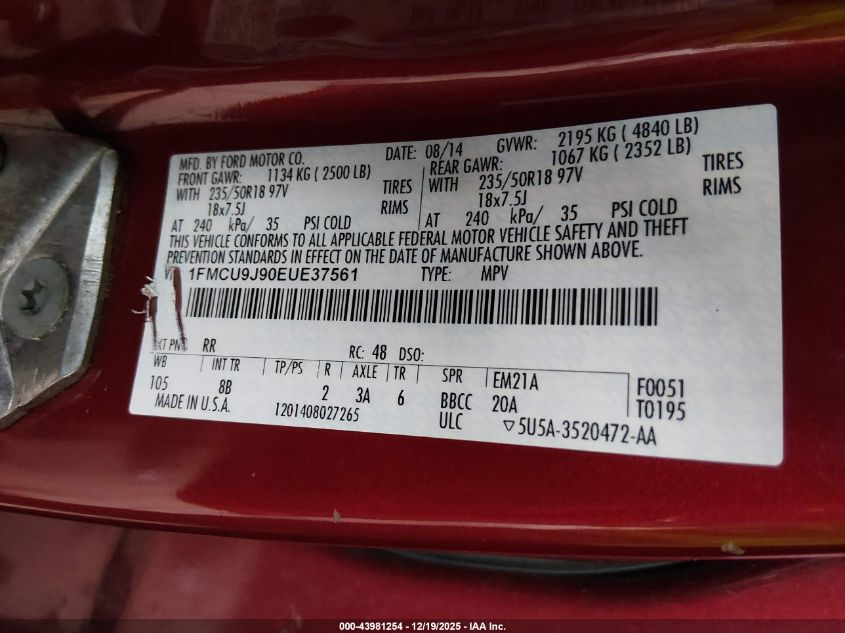 MFD. BY FORD MOTOR CO. DATE: 08/14 GVWR: 2195 KG ( 4840 LB)
FRONT GAWR: 1134 KG ( 2500 LB) REAR GAWR: 1067 KG ( 2352 LB)
WITH 235/50R18 97V TIRES WITH 235/50R18 97V TIRES
18x7.5J RIMS 18x7.5J RIMS
AT 240 kPa/ 35 PSI COLD AT 240 kPa/ 35 PSI COLD
THIS VEHICLE CONFORMS TO ALL APPLICABLE FEDERAL MOTOR VEHICLE SAFETY AND THEFT
PREVENTION STANDARDS IN EFFECT ON THE DATE OF MANUFACTURE SHOWN ABOVE.
1FMCU9J90EUE37561 TYPE: MPV
RR RC: 48 DSO:
WB INT TR TP/PS R AXLE TR SPR EM21A F0051
105 8B 2 3A 6 BBCC 20A T0195
MADE IN U.S.A. 1201408027265 ULC ▽5U5A-3520472-AA
000-43981254 - 12/19/2025 - IAA Inc.